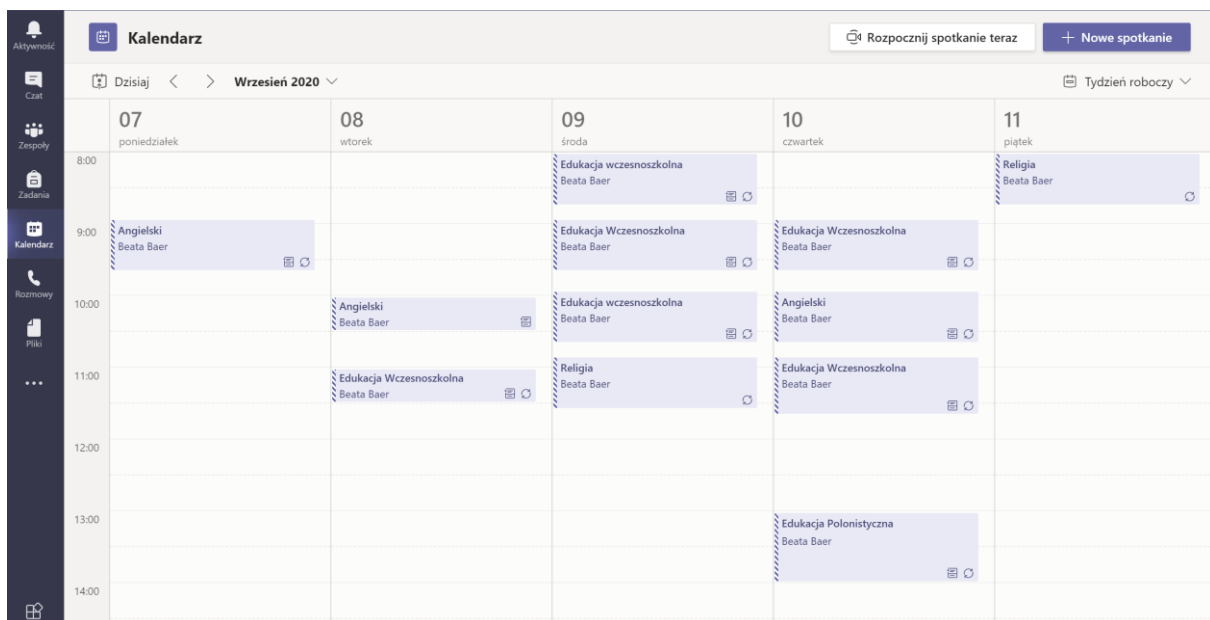 Aktywność
Czat
Zespoły
Zadania
Kalendarz
Rozmowy
Pliki
Kalendarz
Rozpocznij spotkanie teraz
+ Nowe spotkanie
Dzisiaj
Wrzesień 2020
Tydzień roboczy
07
poniedziałek
08
wtorek
09
środa
10
czwartek
11
piątek
8:00
9:00
10:00
11:00
12:00
13:00
14:00
Angielski
Beata Baer
Angielski
Beata Baer
Edukacja Wczesnoszkolna
Beata Baer
Edukacja wczesnoszkolna
Beata Baer
Edukacja Wczesnoszkolna
Beata Baer
Edukacja wczesnoszkolna
Beata Baer
Religia
Beata Baer
Edukacja Wczesnoszkolna
Beata Baer
Angielski
Beata Baer
Edukacja Wczesnoszkolna
Beata Baer
Edukacja Polonistyczna
Beata Baer
Religia
Beata Baer